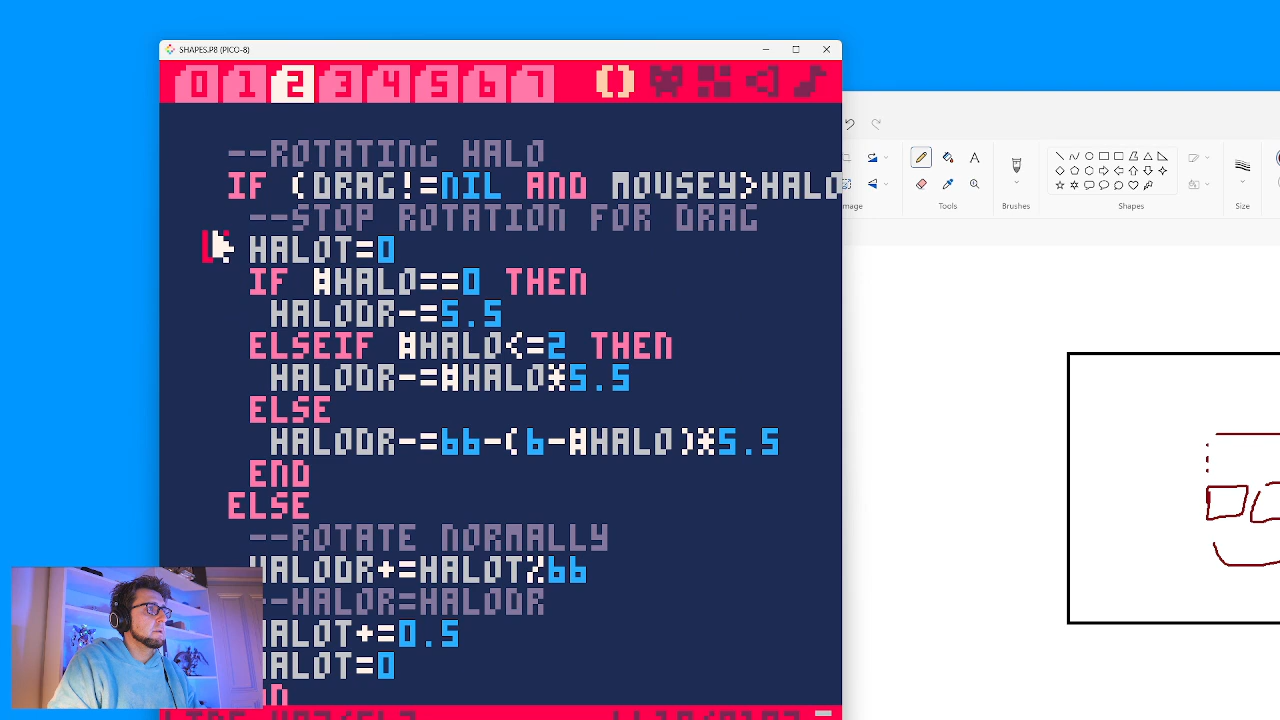 SHAPES.P8 (PICO-8)
0 1 2 3 4 5 6 7
--ROTATING HALO
IF (DRAG!=NIL AND MOUSEY>HALO
--STOP ROTATION FOR DRAG
HALOT=0
IF #HALO==0 THEN
HALODR-=5.5
ELSEIF #HALO<=2 THEN
HALODR-=#HALO*5.5
ELSE
HALODR-=66-(6-#HALO)*5.5
END
ELSE
--ROTATE NORMALLY
HALODR+=HALOT%66
--HALOR=HALODR
HALOT+=0.5
HALOT=0
Tools
Brushes
Shapes
Size